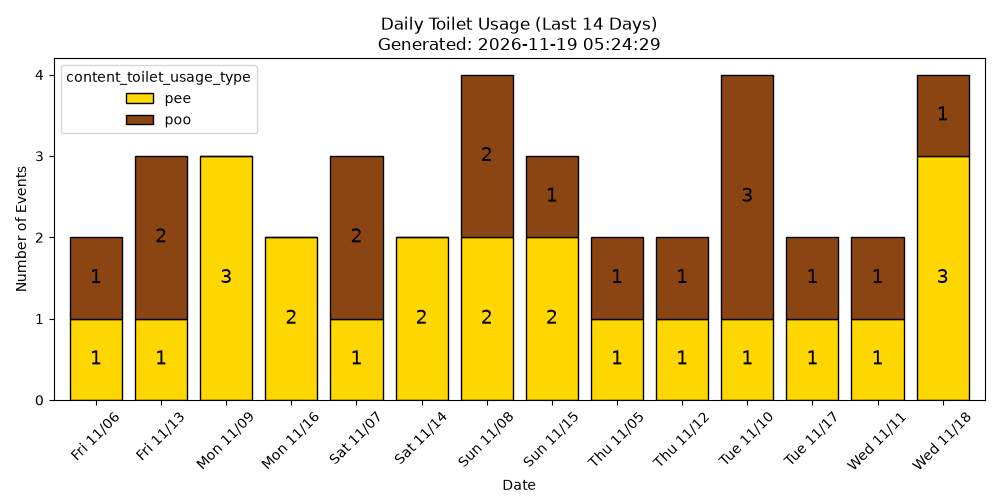 Daily Toilet Usage (Last 14 Days)
Generated: 2026-11-19 05:24:29
content_toilet_usage_type
pee
poo
Number of Events
4
3
2
1
0
1 2 2 2 1 3 1 1 1 1 1
1 1 3 2 1 2 2 2 1 1 1 1 1 3
Fri 11/06
Fri 11/13
Mon 11/09
Mon 11/16
Sat 11/07
Sat 11/14
Sun 11/08
Sun 11/15
Thu 11/05
Thu 11/12
Tue 11/10
Tue 11/17
Wed 11/11
Wed 11/18
Date